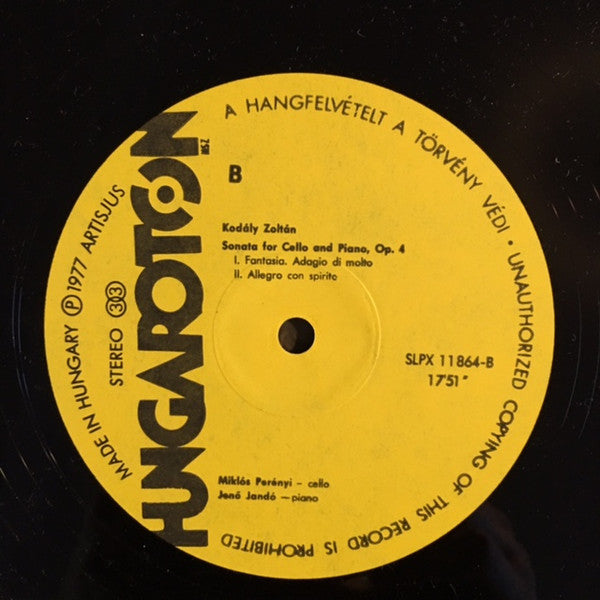 A HANGFELVÉTELT A TÖRVÉNY VÉDI • UNAUTHORIZED COPYING OF THIS RECORD IS PROHIBITED
MADE IN HUNGARY Ⓟ 1977 ARTISJUS
STEREO 33
HUNGAROTON
MSZ
B
Kodály Zoltán
Sonata for Cello and Piano, Op. 4
I. Fantasia. Adagio di molto
II. Allegro con spirito
SLPX 11864-B
17'51"
Miklós Perényi – cello
Jenő Jandó – piano